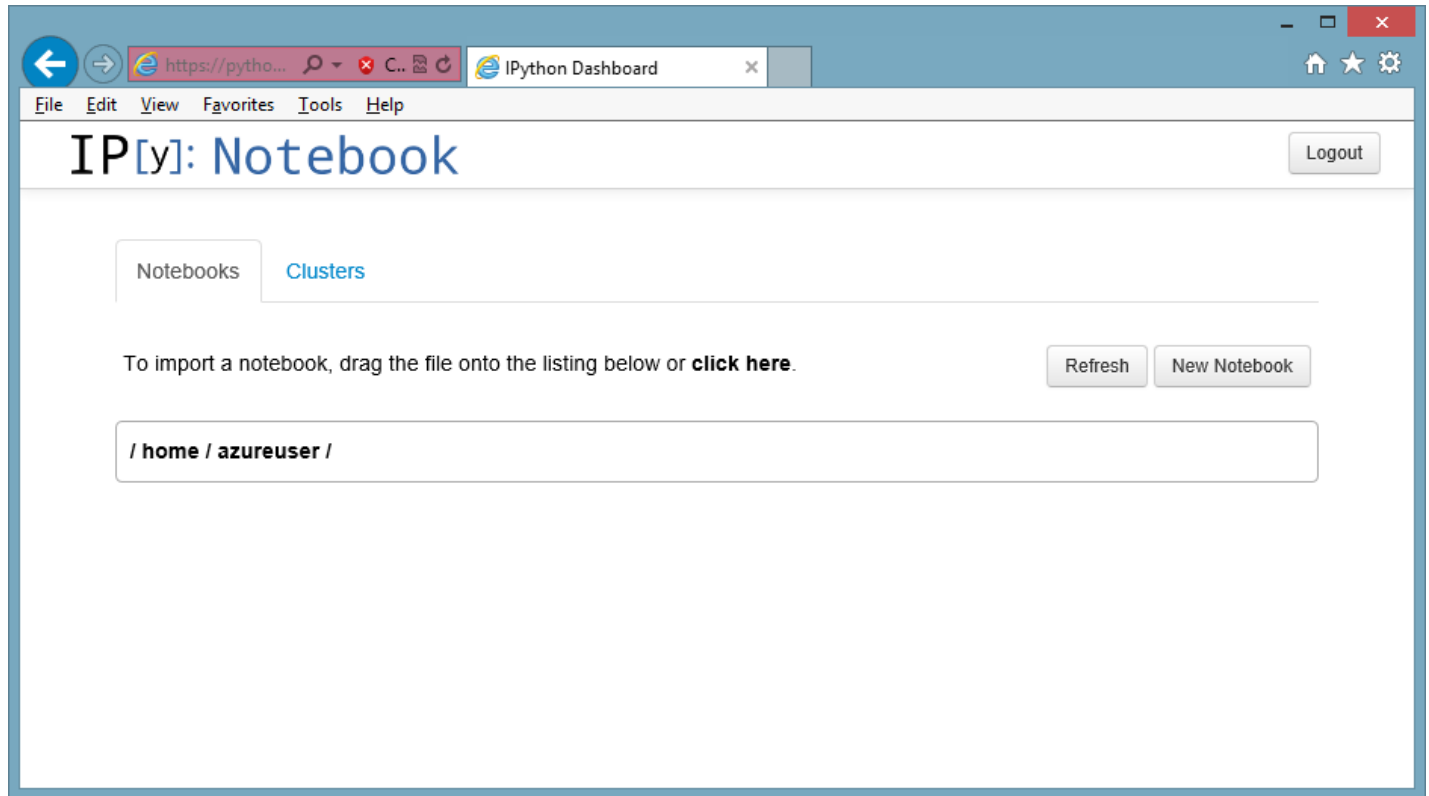 https://pytho... C.. IPython Dashboard
File Edit View Favorites Tools Help
IP[y]: Notebook Logout
Notebooks Clusters
To import a notebook, drag the file onto the listing below or click here. Refresh New Notebook
/ home / azureuser /